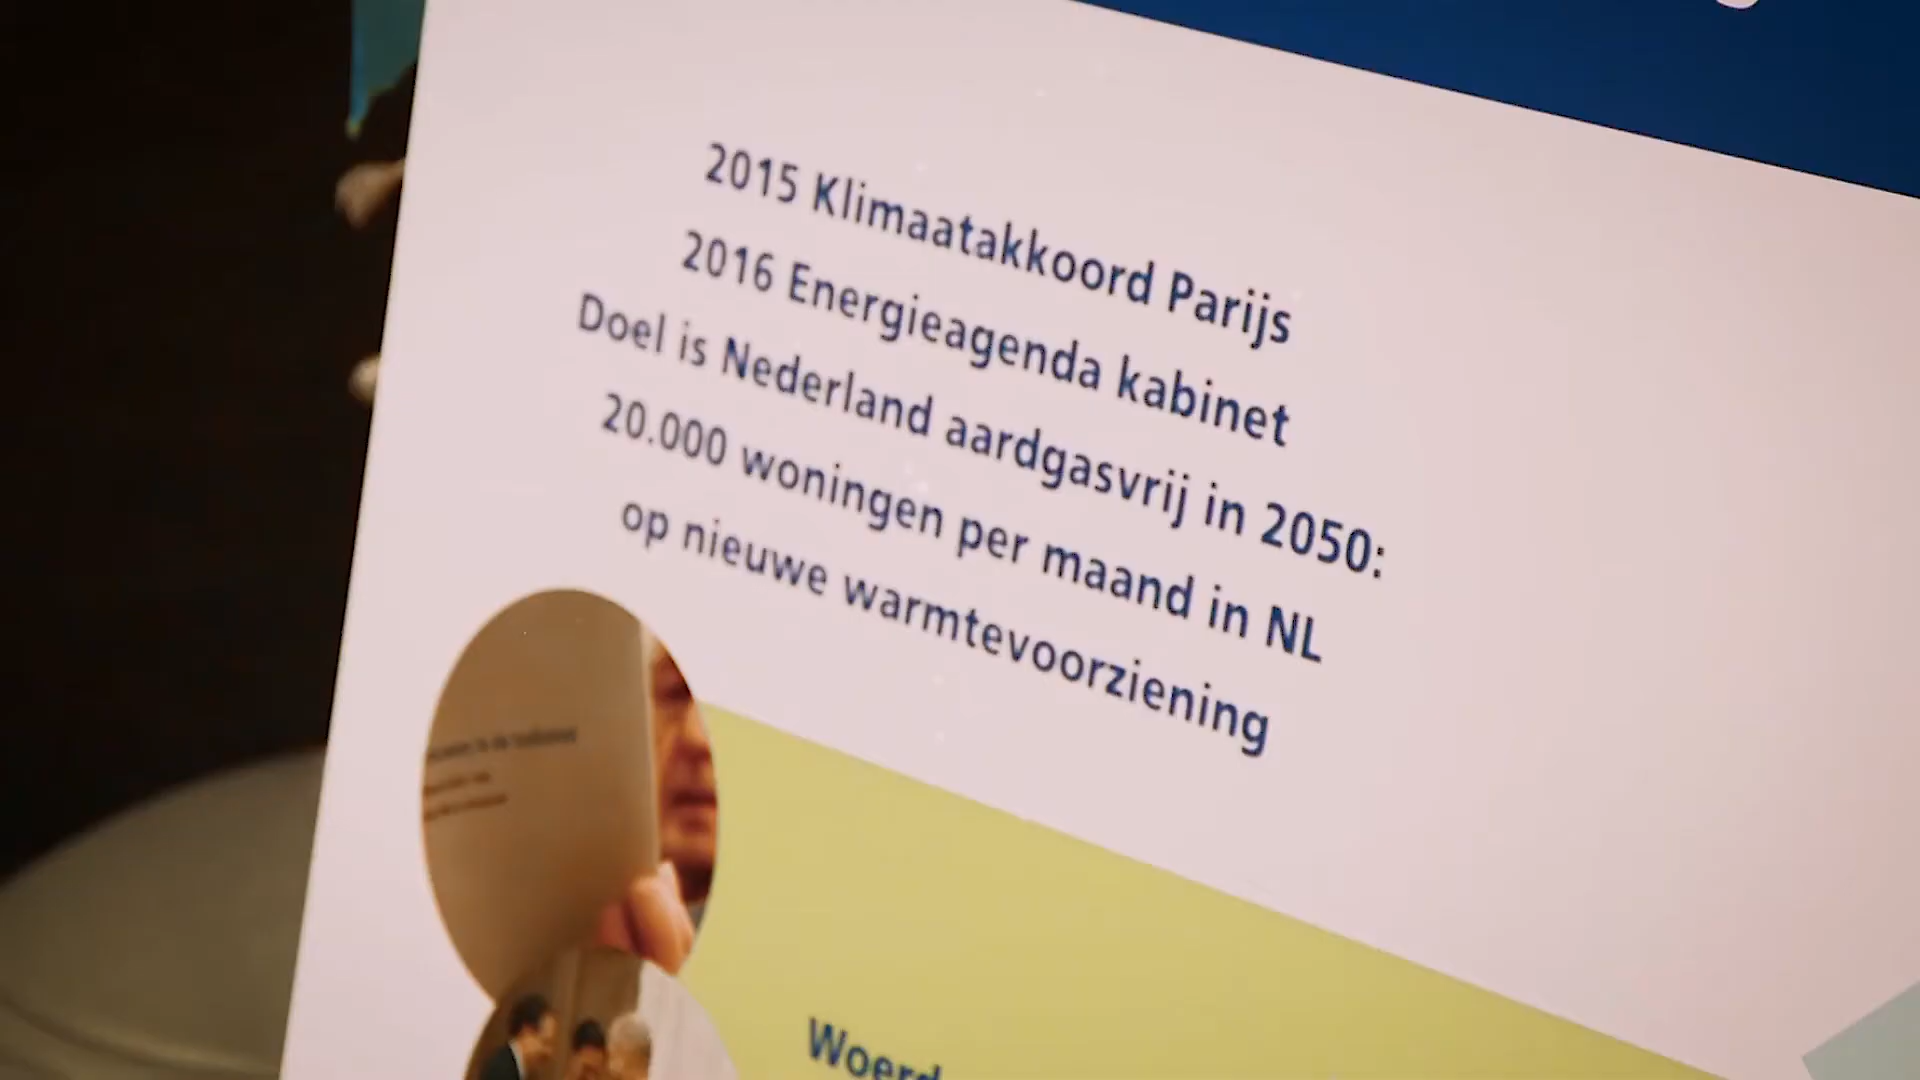 2015 Klimaatakkoord Parijs
2016 Energieagenda kabinet
Doel is Nederland aardgasvrij in 2050:
20.000 woningen per maand in NL
op nieuwe warmtevoorziening